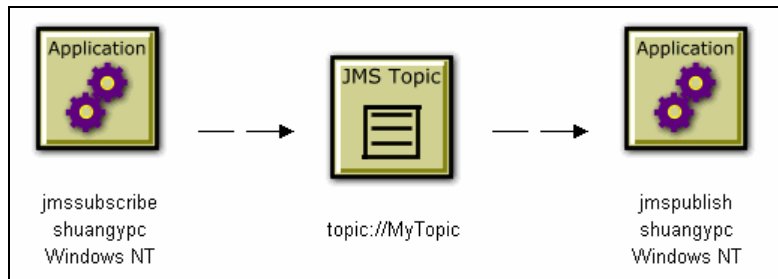 Application
JMS Topic
Application
jmssubscribe
shuangypc
Windows NT
topic://MyTopic
jmspublish
shuangypc
Windows NT